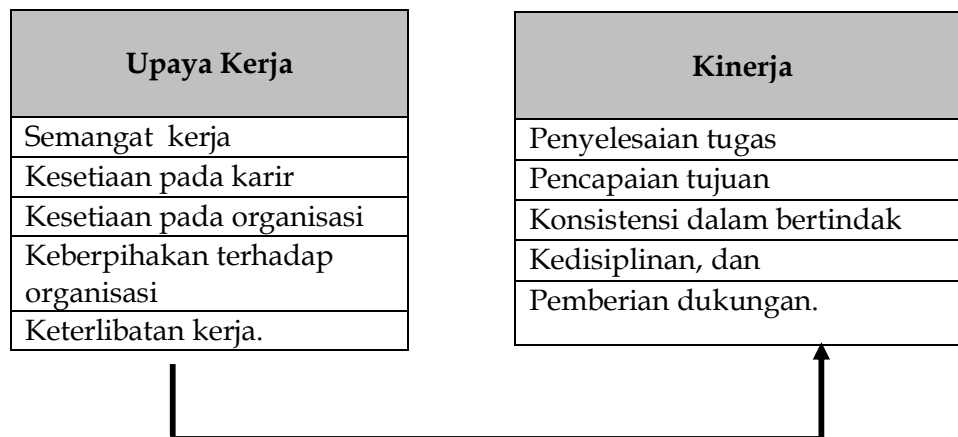 Upaya Kerja
Semangat kerja
Kesetiaan pada karir
Kesetiaan pada organisasi
Keberpihakan terhadap
organisasi
Keterlibatan kerja.
Kinerja
Penyelesaian tugas
Pencapaian tujuan
Konsistensi dalam bertindak
Kedisiplinan, dan
Pemberian dukungan.